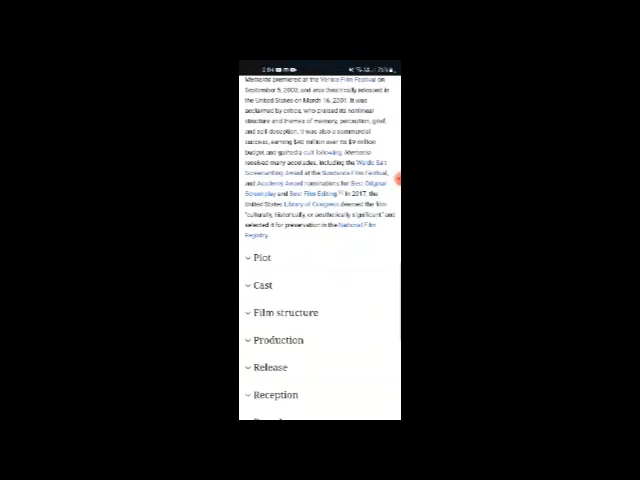 Memento premiered at the Venice Film Festival on
September 5, 2000, and was theatrically released in
the United States on March 16, 2001. It was
acclaimed by critics, who praised its nonlinear
structure and themes of memory, perception, grief,
and self-deception. It was also a commercial
success, earning $40 million over its $9 million
budget and gained a cult following. Memento
received many accolades, including the Waldo Salt
Screenwriting Award at the Sundance Film Festival,
and Academy Award nominations for Best Original
Screenplay and Best Film Editing. In 2017, the
United States Library of Congress deemed the film
"culturally, historically, or aesthetically significant" and
selected it for preservation in the National Film
Registry.
Plot
Cast
Film structure
Production
Release
Reception